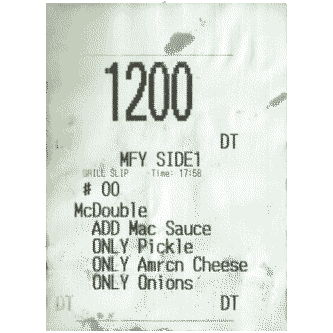 1200
DT
MFY SIDE1
GRILL SLIP Time: 17:58
# 00
McDouble
ADD Mac Sauce
ONLY Pickle
ONLY Amrcn Cheese
ONLY Onions
DT DT